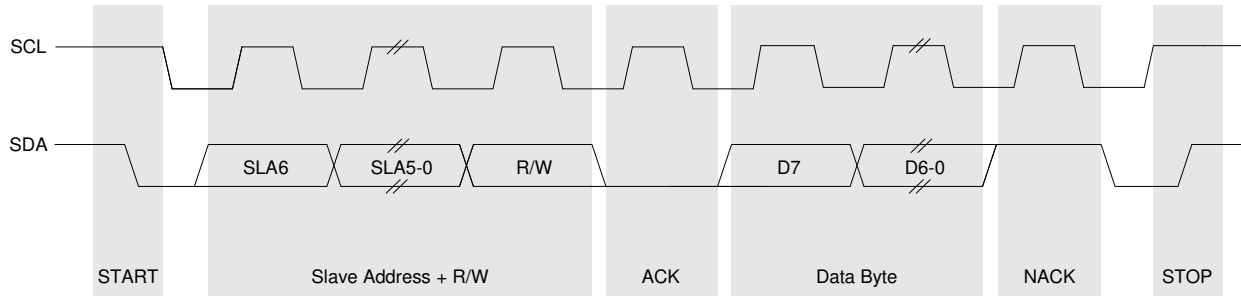 SCL
SDA
SLA6 SLA5-0 R/W D7 D6-0
START Slave Address + R/W ACK Data Byte NACK STOP